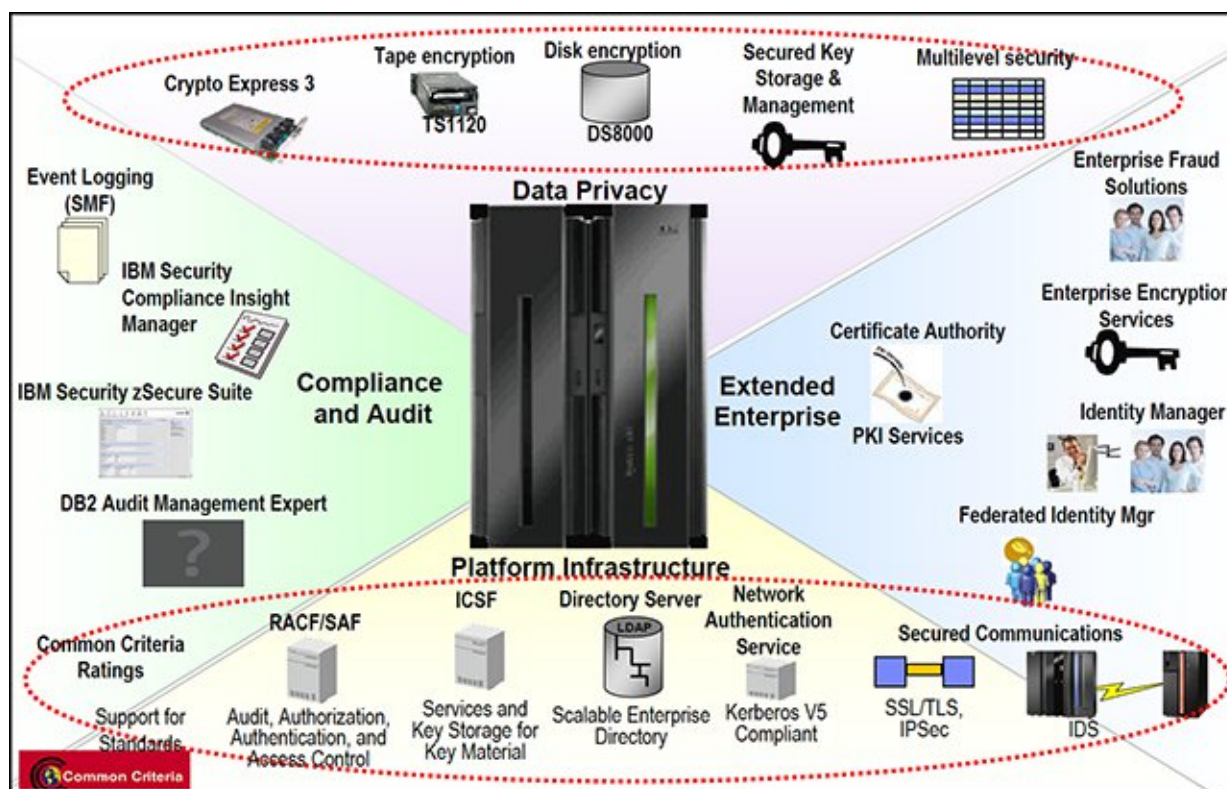 Crypto Express 3
Tape encryption
TS1120
Disk encryption
DS8000
Secured Key
Storage &
Management
Multilevel security
Data Privacy
Event Logging
(SMF)
IBM Security
Compliance Insight
Manager
IBM Security zSecure Suite
DB2 Audit Management Expert
?
Compliance
and Audit
Extended
Enterprise
Enterprise Fraud
Solutions
Enterprise Encryption
Services
Certificate Authority
PKI Services
Identity Manager
Federated Identity Mgr
Platform Infrastructure
Common Criteria
Ratings
Support for
Standards
Common Criteria
RACF/SAF
Audit, Authorization,
Authentication, and
Access Control
ICSF
Services and
Key Storage for
Key Material
Directory Server
LDAP
Scalable Enterprise
Directory
Network
Authentication
Service
Kerberos V5
Compliant
Secured Communications
SSL/TLS,
IPSec
IDS